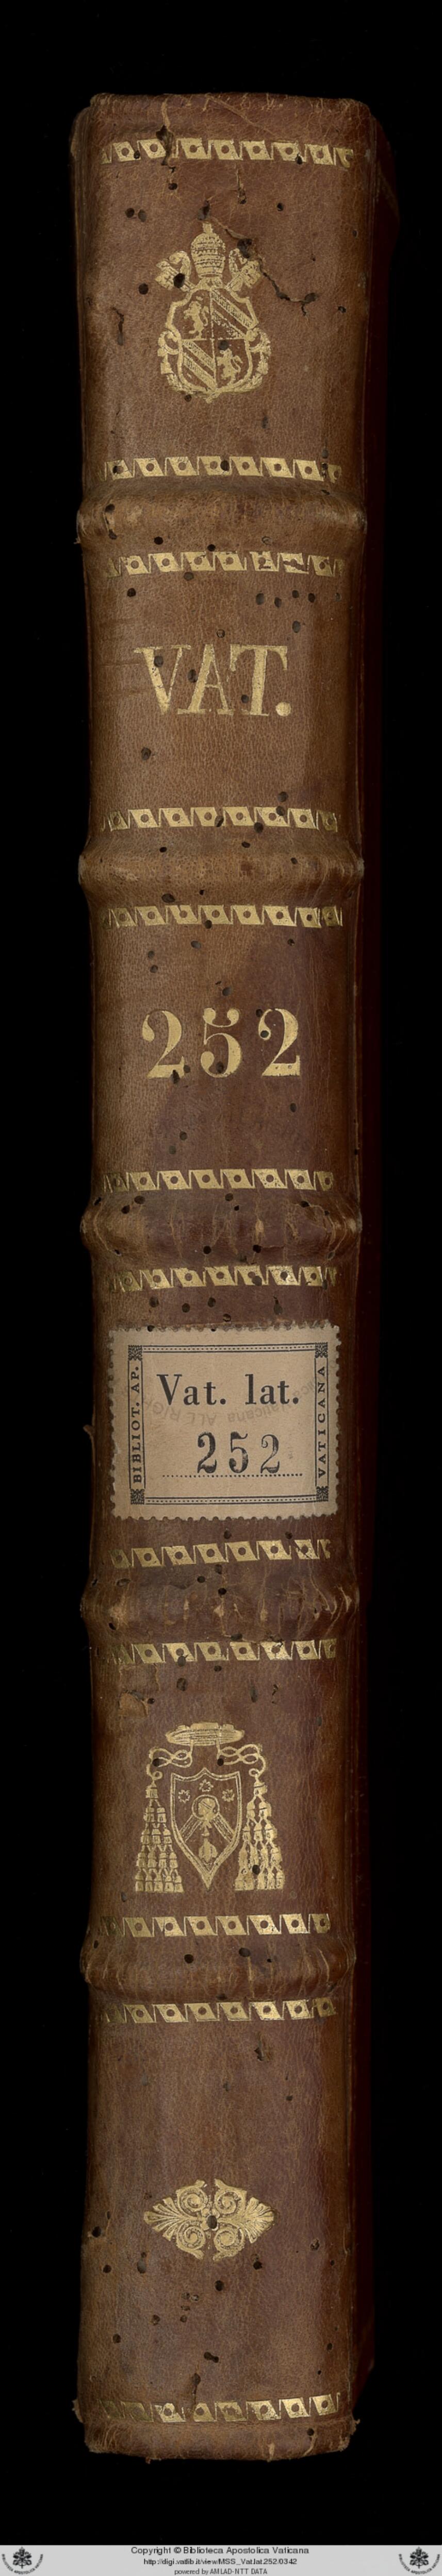 VAT.
252
BIBLIOT. AP.
Vat. lat.
252
VATICANA
Copyright © Biblioteca Apostolica Vaticana
http://digi.vatlib.it/view/MSS_Vat.lat.252/0342
powered by AMLAD-NTT DATA